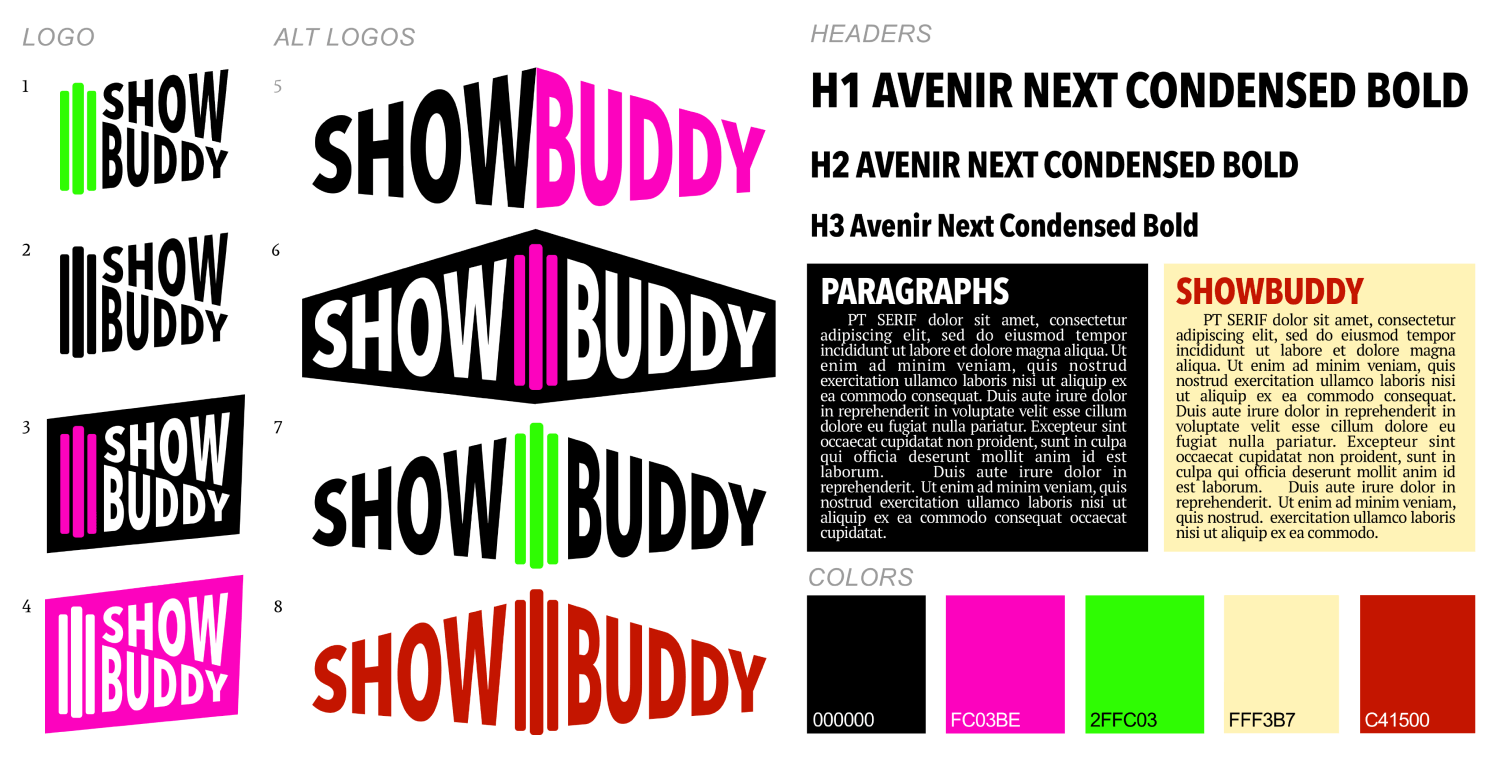 LOGO
1
SHOW
BUDDY
2
SHOW
BUDDY
3
SHOW
BUDDY
4
SHOW
BUDDY
ALT LOGOS
5
SHOWBUDDY
6
SHOW BUDDY
7
SHOW BUDDY
8
SHOW BUDDY
HEADERS
H1 AVENIR NEXT CONDENSED BOLD
H2 AVENIR NEXT CONDENSED BOLD
H3 Avenir Next Condensed Bold
PARAGRAPHS
PT SERIF dolor sit amet, consectetur
adipiscing elit, sed do eiusmod tempor
incididunt ut labore et dolore magna aliqua. Ut
enim ad minim veniam, quis nostrud
exercitation ullamco laboris nisi ut aliquip ex
ea commodo consequat. Duis aute irure dolor
in reprehenderit in voluptate velit esse cillum
dolore eu fugiat nulla pariatur. Excepteur sint
occaecat cupidatat non proident, sunt in culpa
qui officia deserunt mollit anim id est
laborum. Duis aute irure dolor in
reprehenderit. Ut enim ad minim veniam, quis
nostrud exercitation ullamco laboris nisi ut
aliquip ex ea commodo consequat occaecat
cupidatat.
SHOWBUDDY
PT SERIF dolor sit amet, consectetur
adipiscing elit, sed do eiusmod tempor
incididunt ut labore et dolore magna
aliqua. Ut enim ad minim veniam, quis
nostrud exercitation ullamco laboris nisi
ut aliquip ex ea commodo consequat.
Duis aute irure dolor in reprehenderit in
voluptate velit esse cillum dolore eu
fugiat nulla pariatur. Excepteur sint
occaecat cupidatat non proident, sunt in
culpa qui officia deserunt mollit anim id
est laborum. Duis aute irure dolor in
reprehenderit. Ut enim ad minim veniam,
quis nostrud. exercitation ullamco laboris
nisi ut aliquip ex ea commodo.
COLORS
000000
FC03BE
2FFC03
FFF3B7
C41500